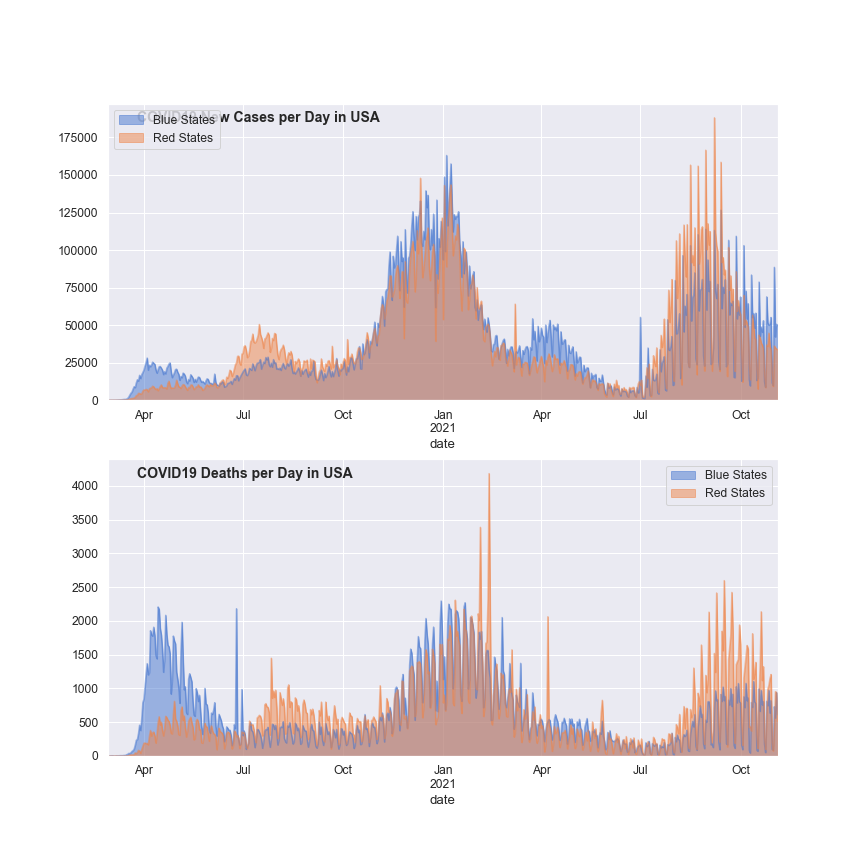 COVID19 New Cases per Day in USA
Blue States
Red States
175000
150000
125000
100000
75000
50000
25000
0
Apr Jul Oct Jan Apr Jul Oct
2021
date
COVID19 Deaths per Day in USA
Blue States
Red States
4000
3500
3000
2500
2000
1500
1000
500
0
Apr Jul Oct Jan Apr Jul Oct
2021
date